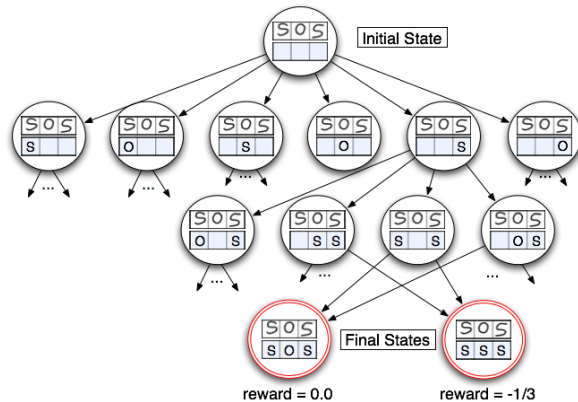 SOS
Initial State
SOS SOS SOS SOS SOS SOS
S O S O S O
... ... ... ...
SOS SOS SOS SOS
O S S S S S O S
... ... ...
SOS Final States SOS
S O S S S S
reward = 0.0 reward = -1/3